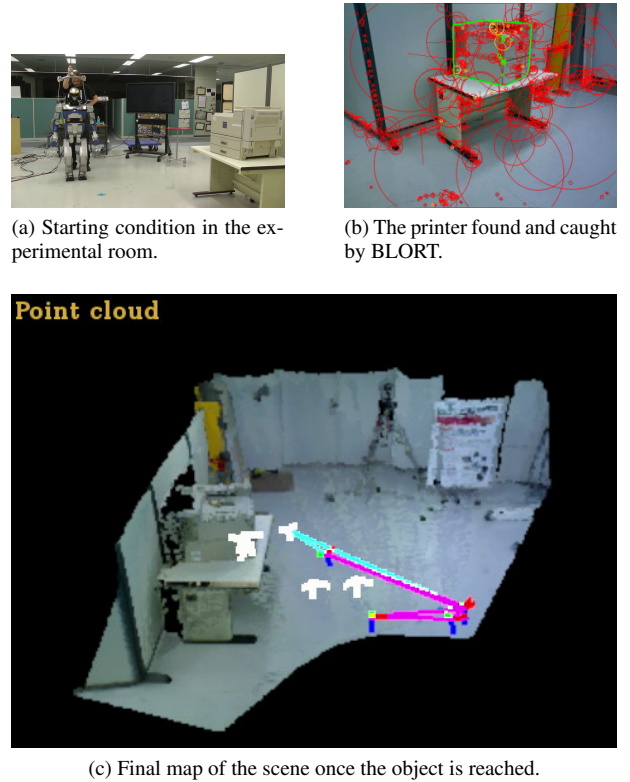 (a) Starting condition in the ex-
perimental room.
(b) The printer found and caught
by BLORT.
Point cloud
(c) Final map of the scene once the object is reached.